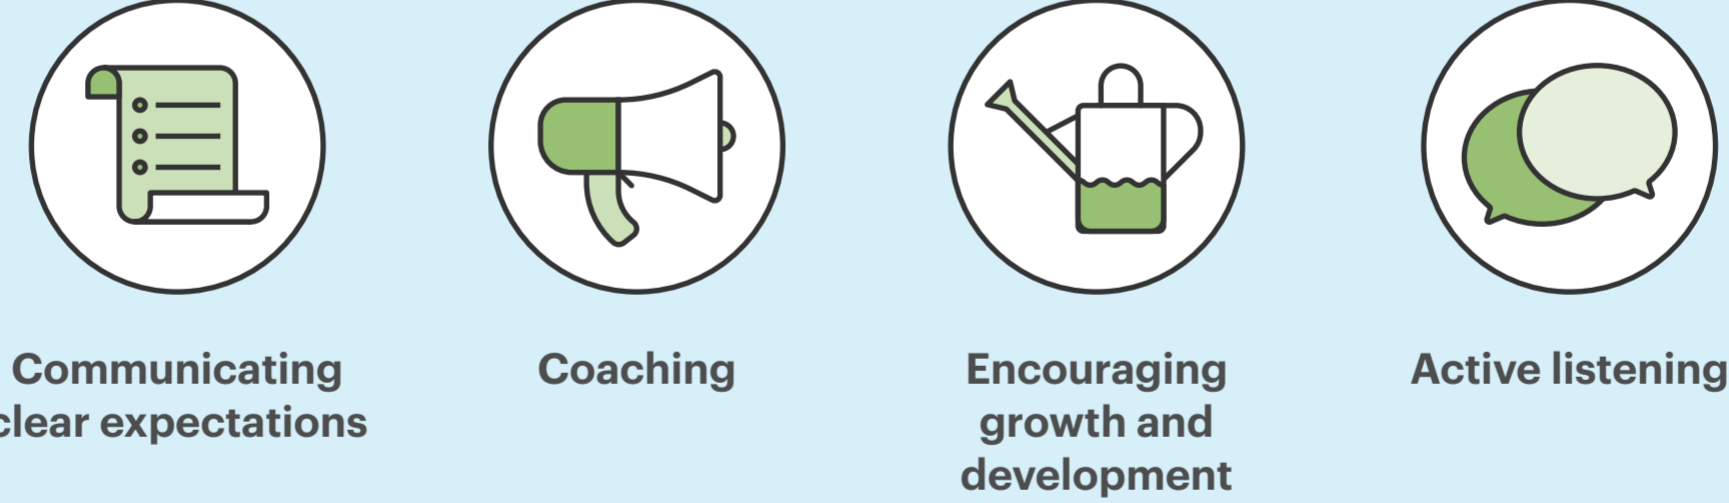 Communicating
clear expectations
Coaching
Encouraging
growth and
development
Active listening